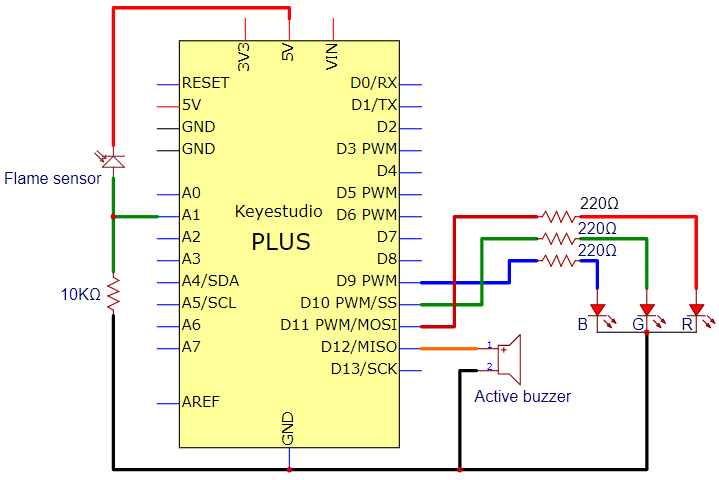 3V3
5V
VIN
RESET
5V
GND
GND
A0
A1
A2
A3
A4/SDA
A5/SCL
A6
A7
AREF
Keyestudio
PLUS
D0/RX
D1/TX
D2
D3 PWM
D4
D5 PWM
D6 PWM
D7
D8
D9 PWM
D10 PWM/SS
D11 PWM/MOSI
D12/MISO
D13/SCK
GND
Flame sensor
10KΩ
220Ω
220Ω
220Ω
B
G
R
1
+
2
Active buzzer